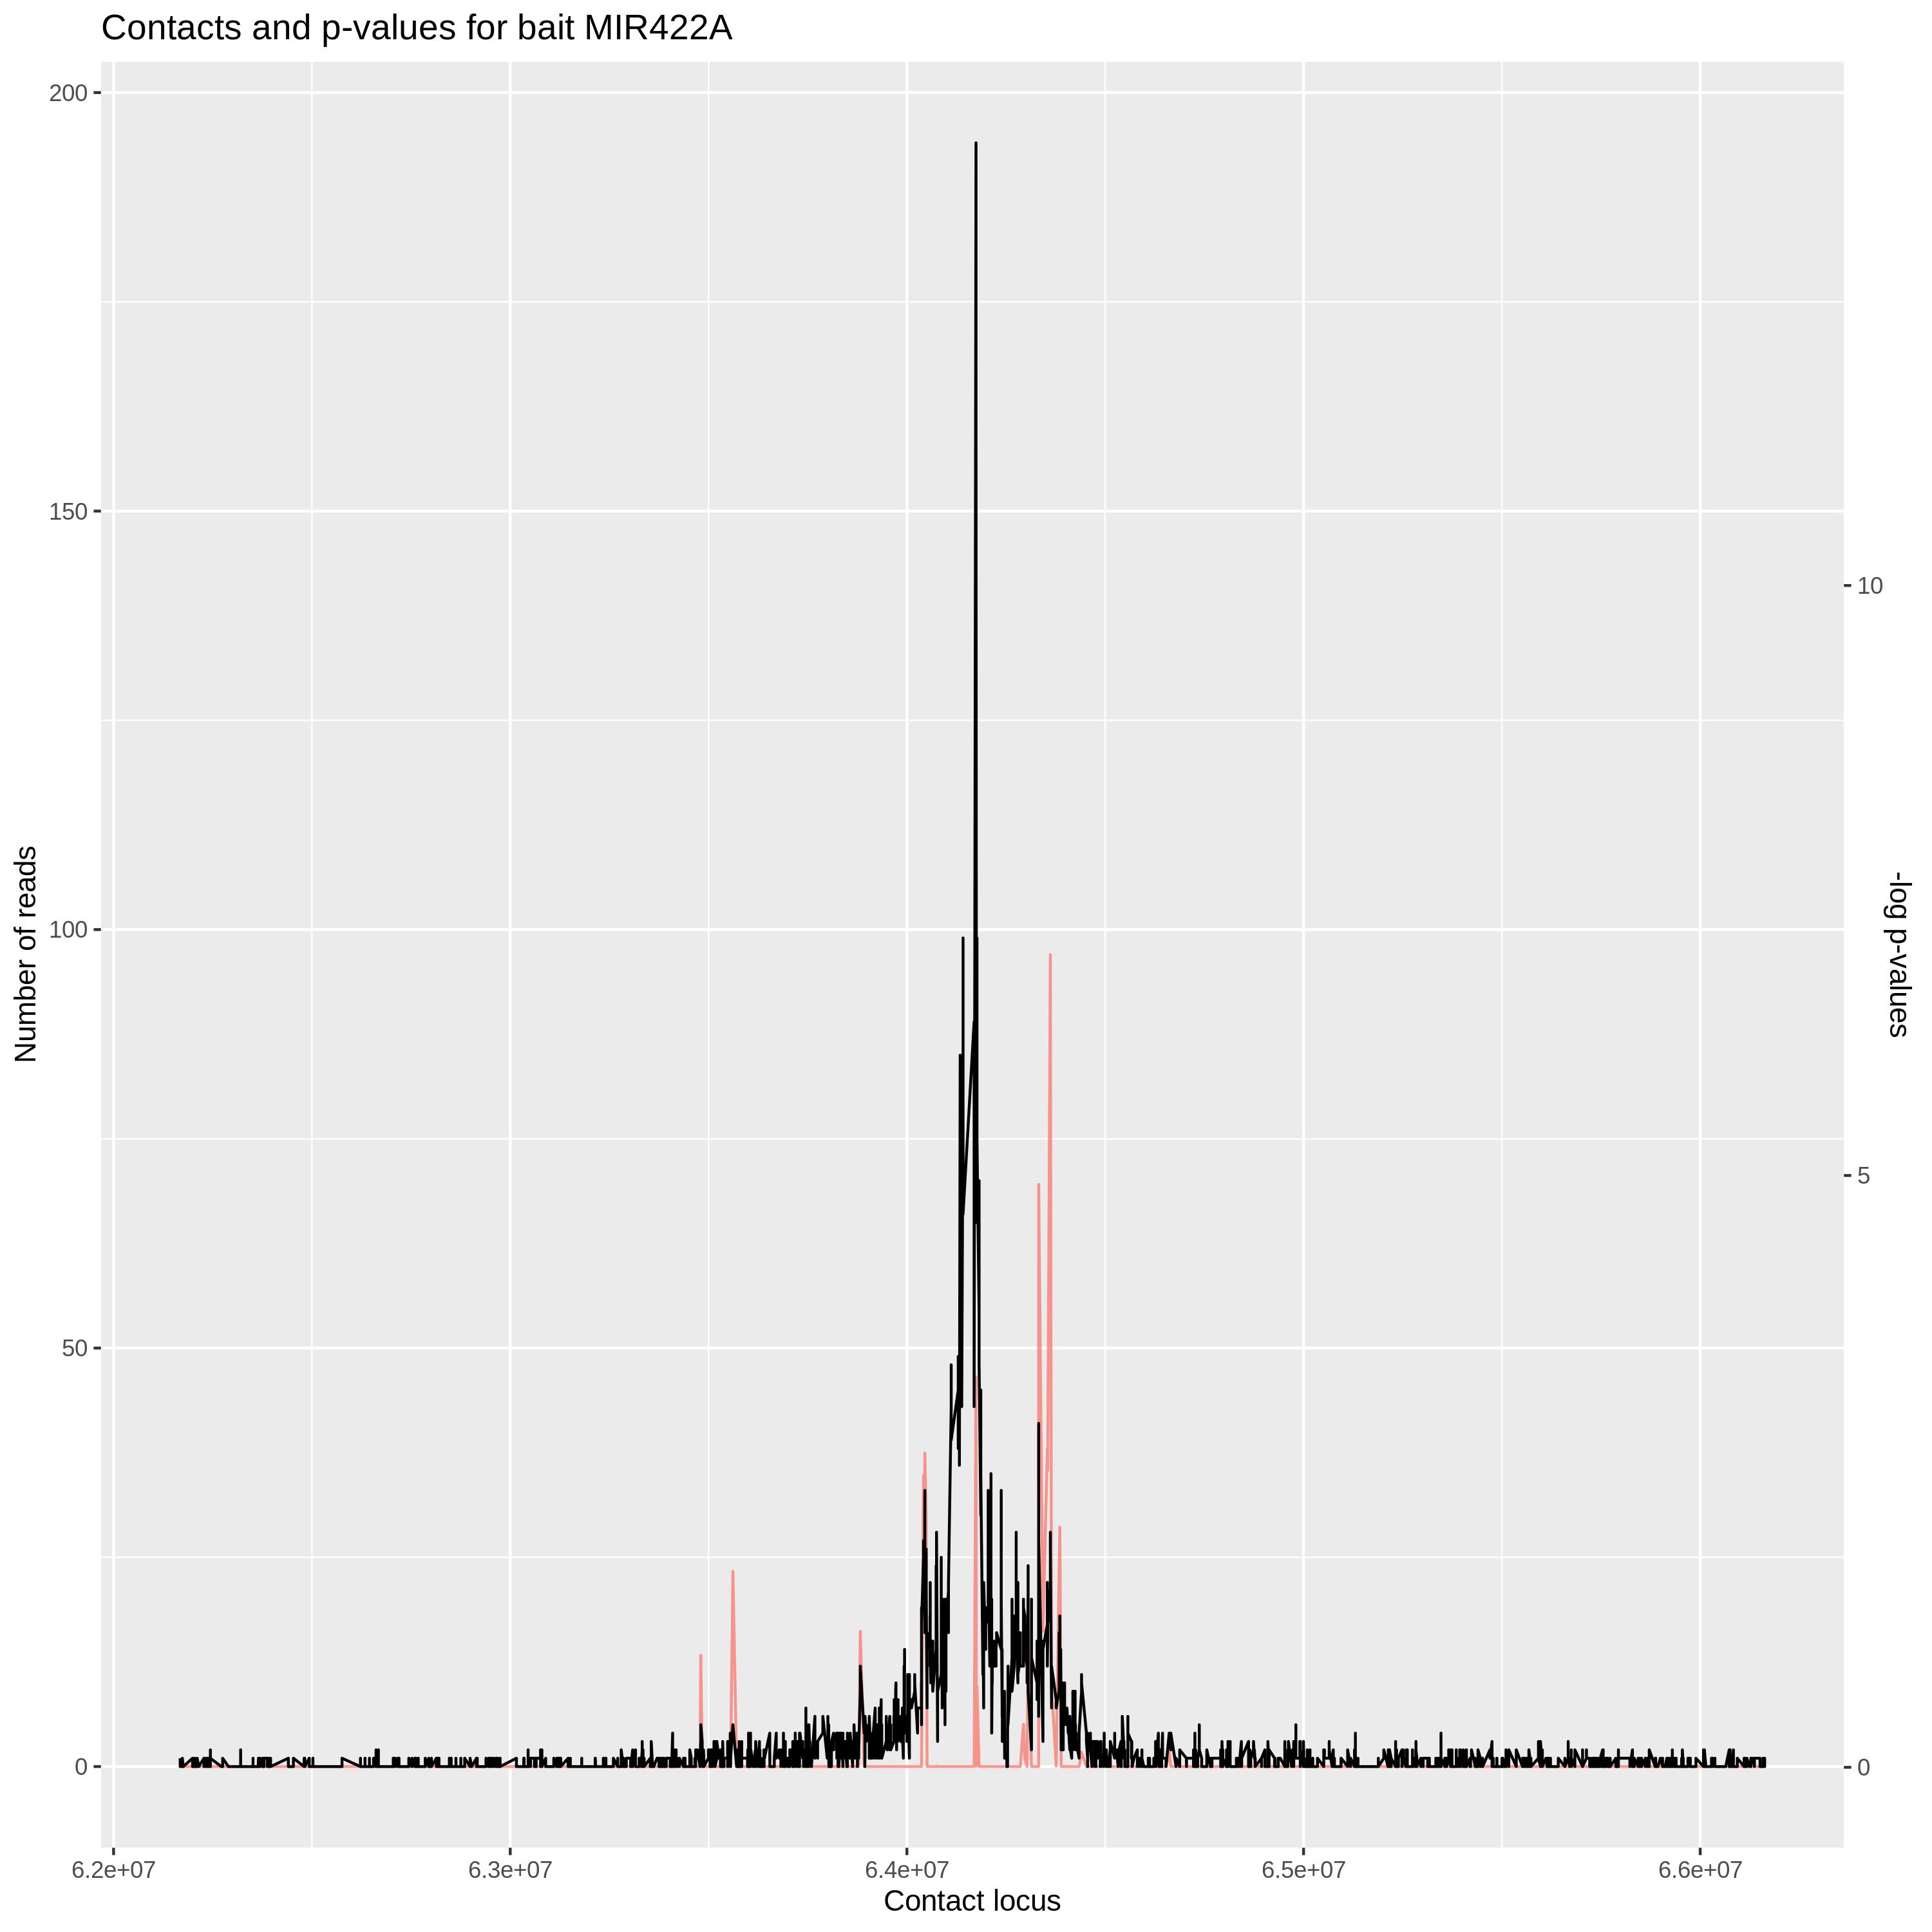 Contacts and p-values for bait MIR422A
200
150
100
50
0
Number of reads
10
5
0
-log p-values
6.2e+07 6.3e+07 6.4e+07 6.5e+07 6.6e+07
Contact locus